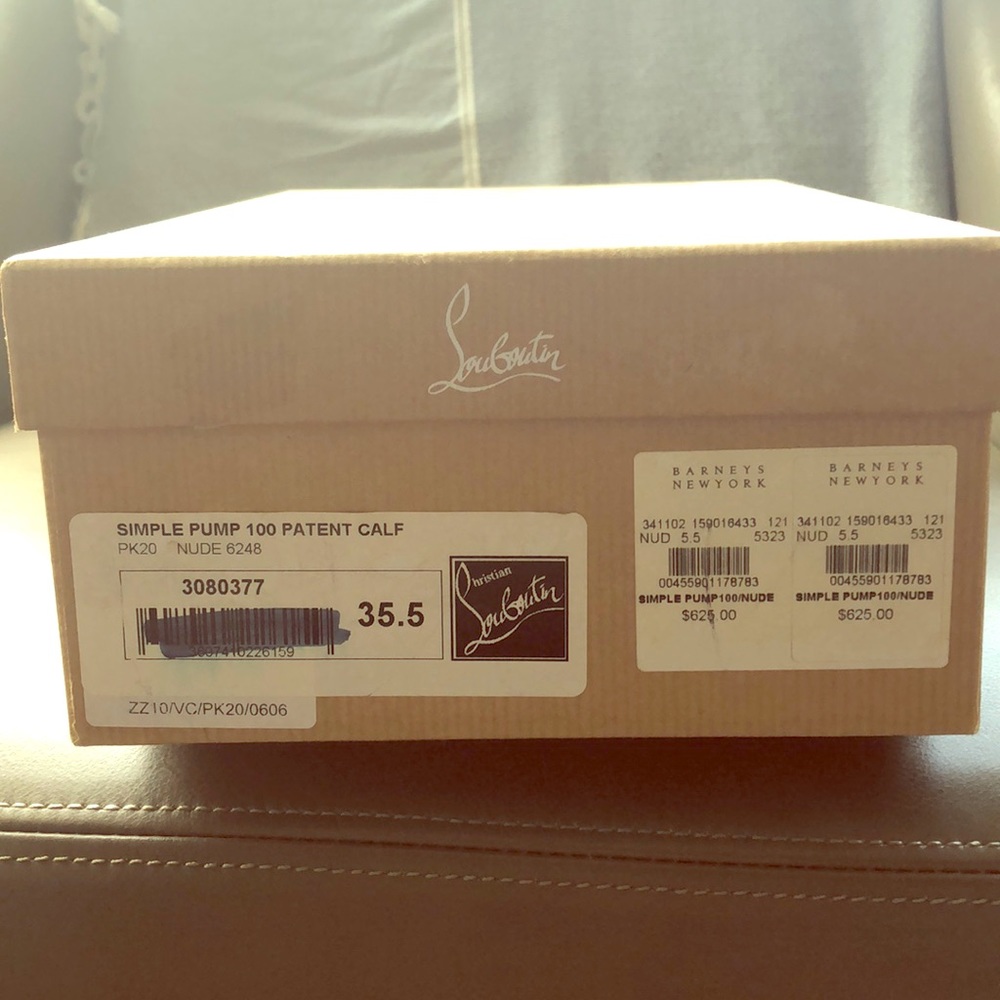 Louboutin
SIMPLE PUMP 100 PATENT CALF
PK20 NUDE 6248
3080377
35.5
Christian
Louboutin
ZZ10/VC/PK20/0606
BARNEYS
NEWYORK
341102 159016433 121
NUD 5.5 5323
00455901178783
SIMPLE PUMP100/NUDE
$625.00
BARNEYS
NEWYORK
341102 159016433 121
NUD 5.5 5323
00455901178783
SIMPLE PUMP100/NUDE
$625.00